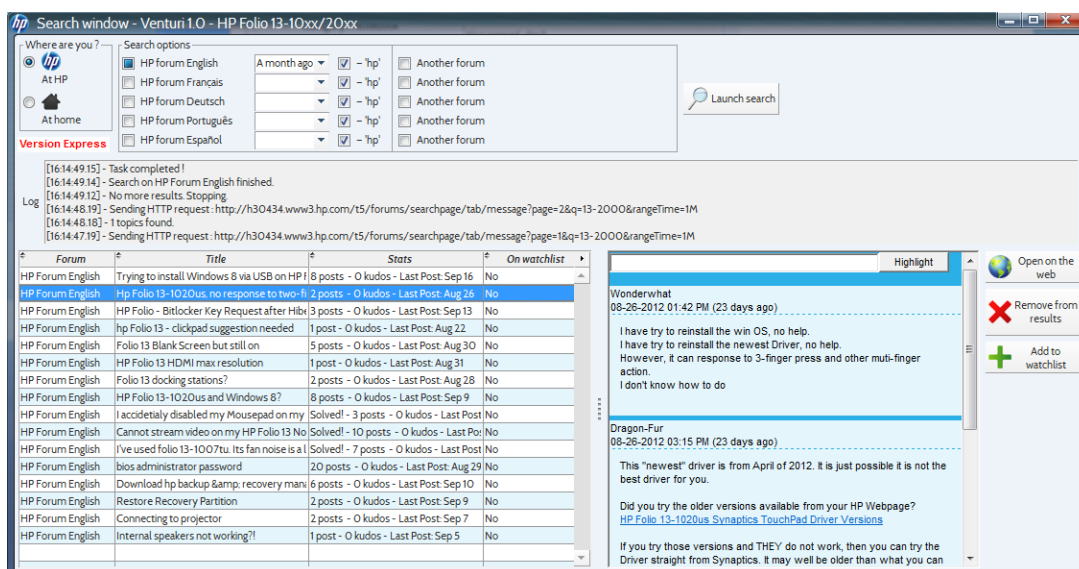 hp Search window - Venturi 1.0 - HP Folio 13-10xx/20xx
Where are you ?
At HP
At home
Version Express
Search options
HP forum English A month ago - 'hp' Another forum
HP forum Français - 'hp' Another forum
HP forum Deutsch - 'hp' Another forum
HP forum Português - 'hp' Another forum
HP forum Español - 'hp' Another forum
Launch search
Log
[16:14:49.15] - Task completed !
[16:14:49.14] - Search on HP Forum English finished.
[16:14:49.12] - No more results. Stopping.
[16:14:48.19] - Sending HTTP request : http://h30434.www3.hp.com/t5/forums/searchpage/tab/message?page=2&q=13-2000&rangeTime=1M
[16:14:48.18] - 1 topics found.
[16:14:47.19] - Sending HTTP request : http://h30434.www3.hp.com/t5/forums/searchpage/tab/message?page=1&q=13-2000&rangeTime=1M
Forum Title Stats On watchlist
HP Forum English Trying to install Windows 8 via USB on HP F 8 posts - 0 kudos - Last Post: Sep 16 No
HP Forum English Hp Folio 13-1020us, no response to two-fi 2 posts - 0 kudos - Last Post: Aug 26 No
HP Forum English HP Folio - Bitlocker Key Request after Hibe 3 posts - 0 kudos - Last Post: Sep 13 No
HP Forum English hp Folio 13 - clickpad suggestion needed 1 post - 0 kudos - Last Post: Aug 22 No
HP Forum English Folio 13 Blank Screen but still on 5 posts - 0 kudos - Last Post: Aug 30 No
HP Forum English HP Folio 13 HDMI max resolution 1 post - 0 kudos - Last Post: Aug 31 No
HP Forum English Folio 13 docking stations? 2 posts - 0 kudos - Last Post: Aug 28 No
HP Forum English HP Folio 13-1020us and Windows 8? 8 posts - 0 kudos - Last Post: Sep 9 No
HP Forum English I accidetialy disabled my Mousepad on my Solved! - 3 posts - 0 kudos - Last Post No
HP Forum English Cannot stream video on my HP Folio 13 No Solved! - 10 posts - 0 kudos - Last Po: No
HP Forum English I've used folio 13-1007tu. Its fan noise is a l Solved! - 7 posts - 0 kudos - Last Post No
HP Forum English bios administrator password 20 posts - 0 kudos - Last Post: Aug 29 No
HP Forum English Download hp backup &amp; recovery mana 6 posts - 0 kudos - Last Post: Sep 10 No
HP Forum English Restore Recovery Partition 2 posts - 0 kudos - Last Post: Sep 9 No
HP Forum English Connecting to projector 2 posts - 0 kudos - Last Post: Sep 7 No
HP Forum English Internal speakers not working?! 1 post - 0 kudos - Last Post: Sep 5 No
Highlight
Wonderwhat
08-26-2012 01:42 PM (23 days ago)
I have try to reinstall the win OS, no help.
I have try to reinstall the newest Driver, no help.
However, it can response to 3-finger press and other muti-finger
action.
I don't know how to do
Dragon-Fur
08-26-2012 03:15 PM (23 days ago)
This "newest" driver is from April of 2012. It is just possible it is not the
best driver for you.
Did you try the older versions available from your HP Webpage?
HP Folio 13-1020us Synaptics TouchPad Driver Versions
If you try those versions and THEY do not work, then you can try the
Driver straight from Synaptics. It may well be older than what you can
Open on the
web
Remove from
results
Add to
watchlist